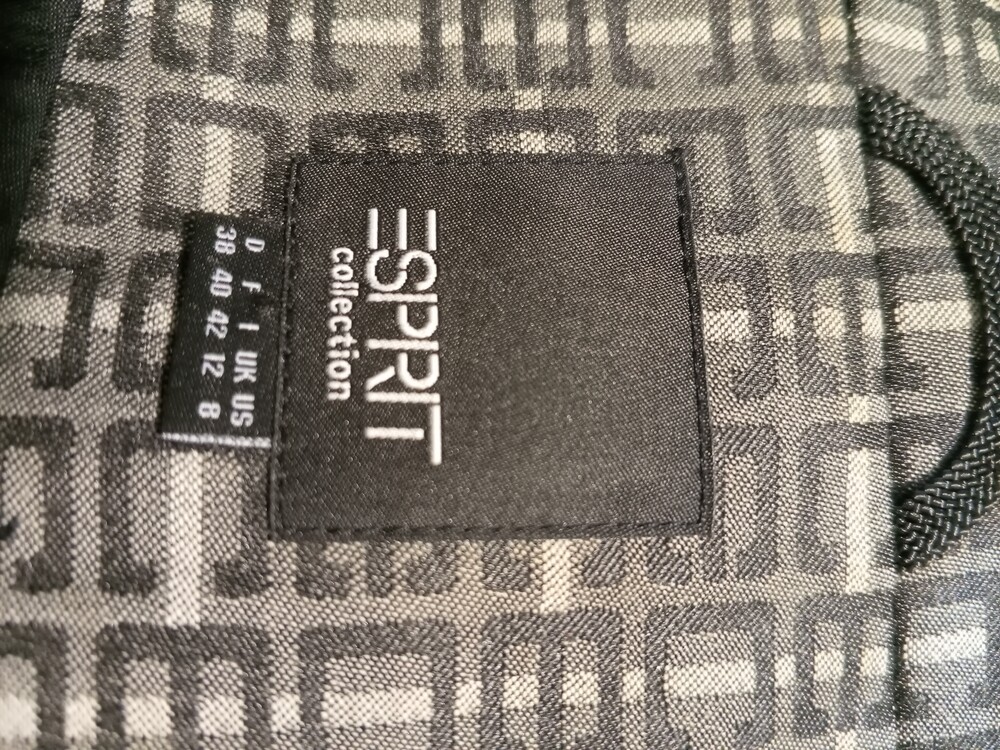 ESPRIT
collection
D F I UK US
38 40 42 12 8